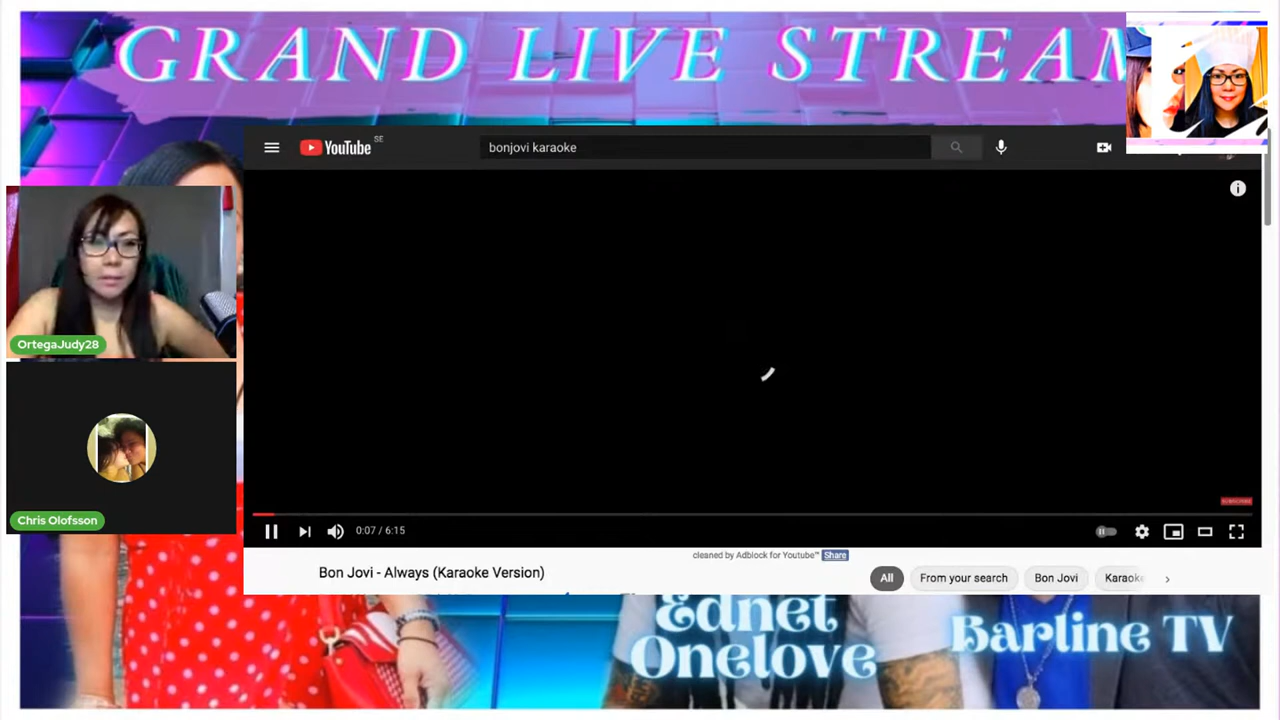 GRAND LIVE STREAM
YouTube SE
bonjovi karaoke
OrtegaJudy28
Chris Olofsson
SUBSCRIBE
0:07 / 6:15
cleaned by Adblock for Youtube™ Share
Bon Jovi - Always (Karaoke Version)
All From your search Bon Jovi Karaoke
Ednet
Onelove
Barline TV